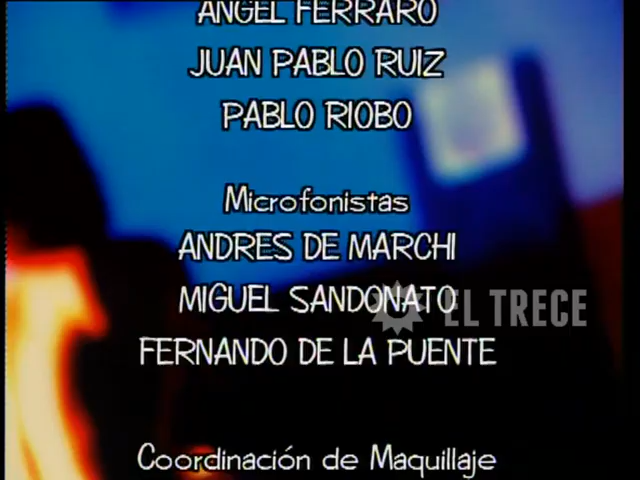 ANGEL FERRARO
JUAN PABLO RUIZ
PABLO RIOBO
Microfonistas
ANDRES DE MARCHI
MIGUEL SANDONATO
EL TRECE
FERNANDO DE LA PUENTE
Coordinación de Maquillaje